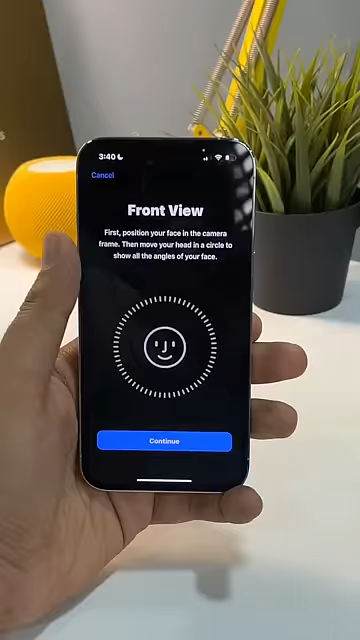 3:40
Cancel
Front View
First, position your face in the camera
frame. Then move your head in a circle to
show all the angles of your face.
Continue